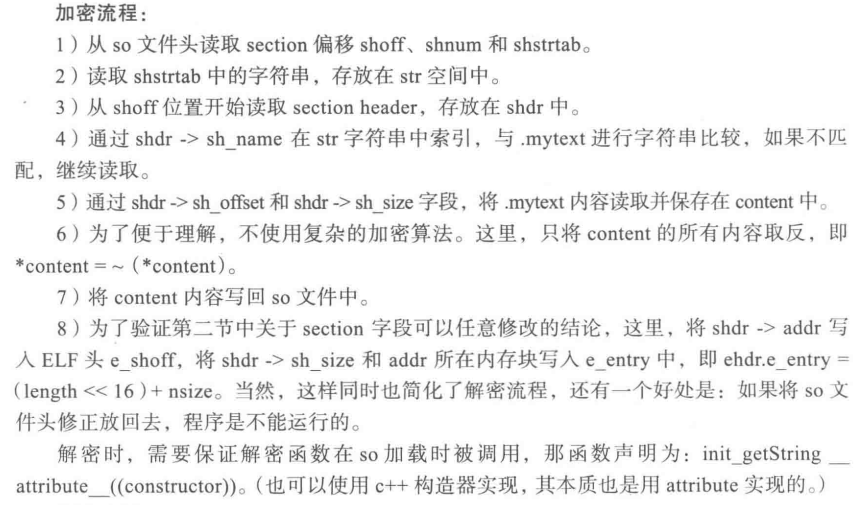 加密流程：
1）从 so 文件头读取 section 偏移 shoff、shnum 和 shstrtab。
2）读取 shstrtab 中的字符串，存放在 str 空间中。
3）从 shoff 位置开始读取 section header，存放在 shdr 中。
4）通过 shdr -> sh_name 在 str 字符串中索引，与 .mytext 进行字符串比较，如果不匹
配，继续读取。
5）通过 shdr -> sh_offset 和 shdr -> sh_size 字段，将 .mytext 内容读取并保存在 content 中。
6）为了便于理解，不使用复杂的加密算法。这里，只将 content 的所有内容取反，即
*content = ~（*content）。
7）将 content 内容写回 so 文件中。
8）为了验证第二节中关于 section 字段可以任意修改的结论，这里，将 shdr -> addr 写
入 ELF 头 e_shoff，将 shdr -> sh_size 和 addr 所在内存块写入 e_entry 中，即 ehdr.e_entry =
（length << 16）+ nsize。当然，这样同时也简化了解密流程，还有一个好处是：如果将 so 文
件头修正放回去，程序是不能运行的。
解密时，需要保证解密函数在 so 加载时被调用，那函数声明为：init_getString __
attribute__((constructor))。（也可以使用 c++ 构造器实现，其本质也是用 attribute 实现的。）